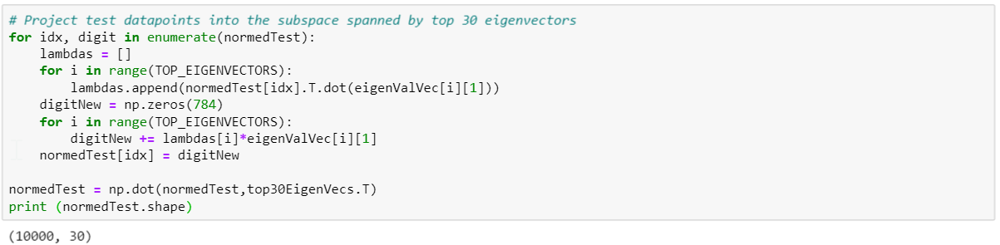 # Project test datapoints into the subspace spanned by top 30 eigenvectors
for idx, digit in enumerate(normedTest):
    lambdas = []
    for i in range(TOP_EIGENVECTORS):
        lambdas.append(normedTest[idx].T.dot(eigenValVec[i][1]))
    digitNew = np.zeros(784)
    for i in range(TOP_EIGENVECTORS):
        digitNew += lambdas[i]*eigenValVec[i][1]
    normedTest[idx] = digitNew

normedTest = np.dot(normedTest,top30EigenVecs.T)
print (normedTest.shape)
(10000, 30)